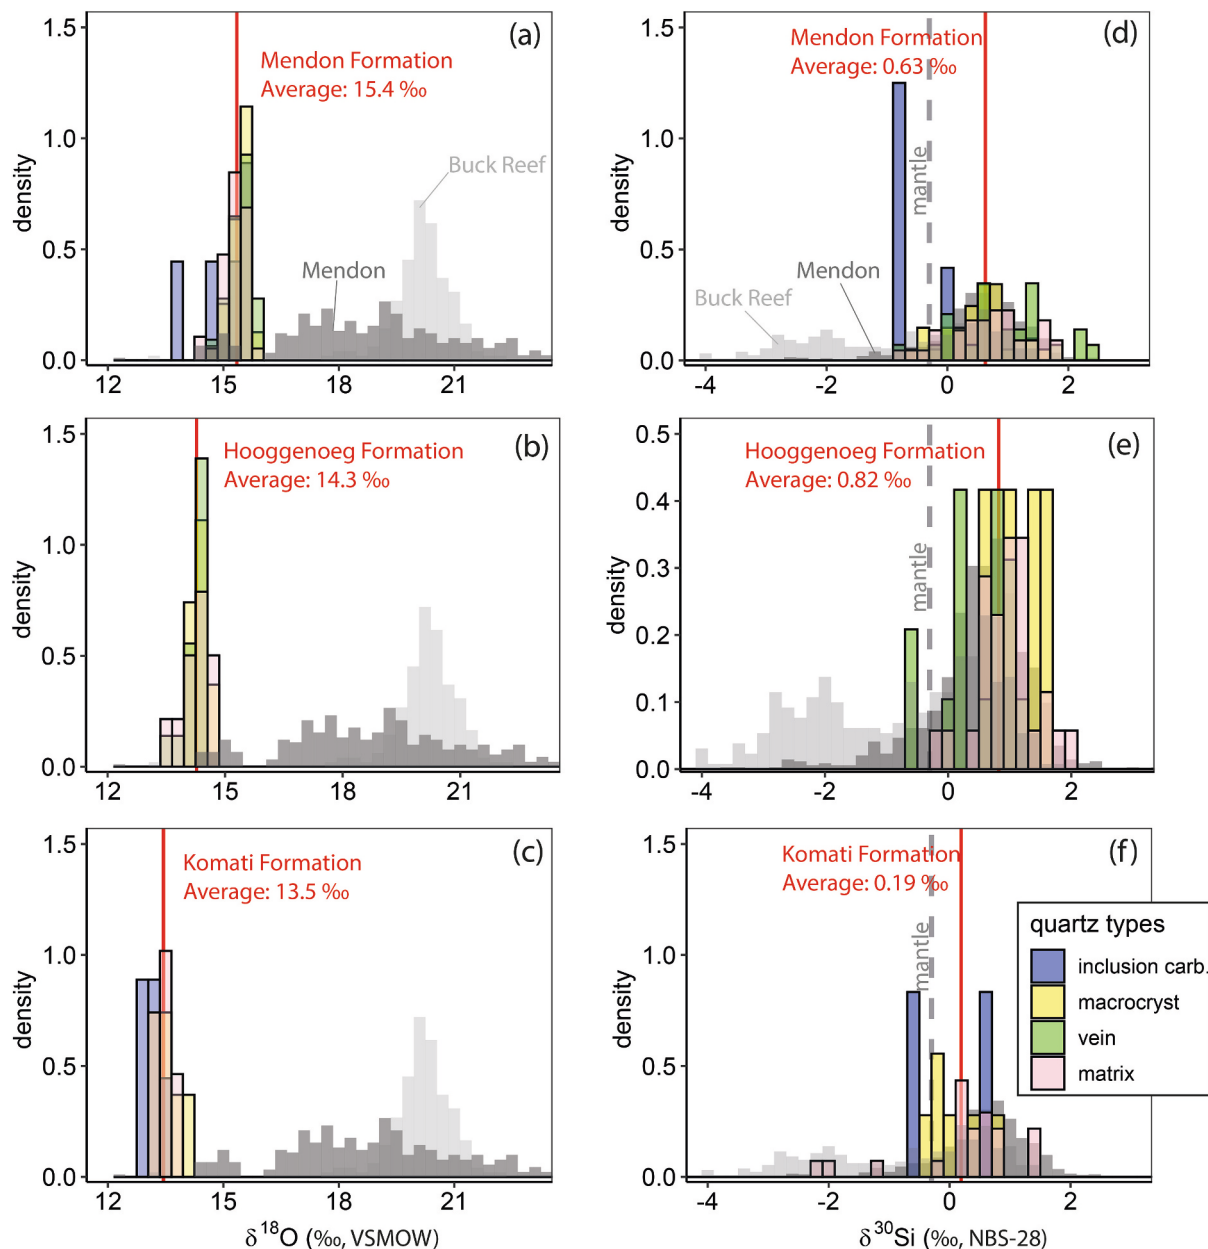 (a)
1.5
1.0
0.5
0.0
density
Mendon Formation
Average: 15.4 ‰
Buck Reef
Mendon
12
15
18
21
(d)
1.5
1.0
0.5
0.0
density
Mendon Formation
Average: 0.63 ‰
mantle
Mendon
Buck Reef
-4
-2
0
2
(b)
1.5
1.0
0.5
0.0
density
Hooggenoeg Formation
Average: 14.3 ‰
12
15
18
21
(e)
0.5
0.4
0.3
0.2
0.1
0.0
density
Hooggenoeg Formation
Average: 0.82 ‰
mantle
-4
-2
0
2
(c)
1.5
1.0
0.5
0.0
density
Komati Formation
Average: 13.5 ‰
12
15
18
21
δ18O (‰, VSMOW)
(f)
1.5
1.0
0.5
0.0
density
Komati Formation
Average: 0.19 ‰
mantle
quartz types
inclusion carb.
macrocryst
vein
matrix
-4
-2
0
2
δ30Si (‰, NBS-28)